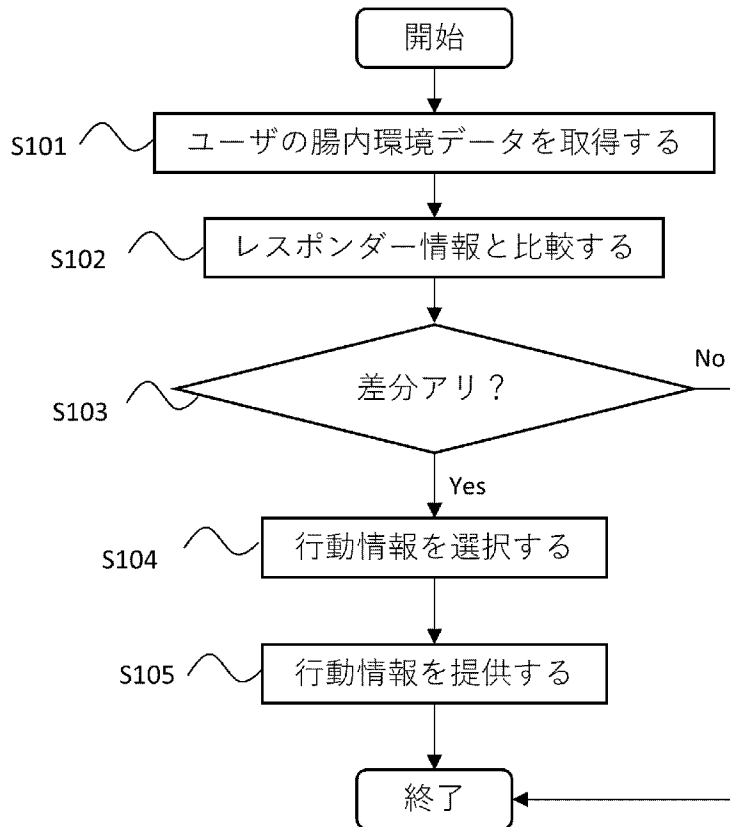 開始
S101
ユーザの腸内環境データを取得する
S102
レスポンダー情報と比較する
S103
差分アリ？
No
Yes
S104
行動情報を選択する
S105
行動情報を提供する
終了